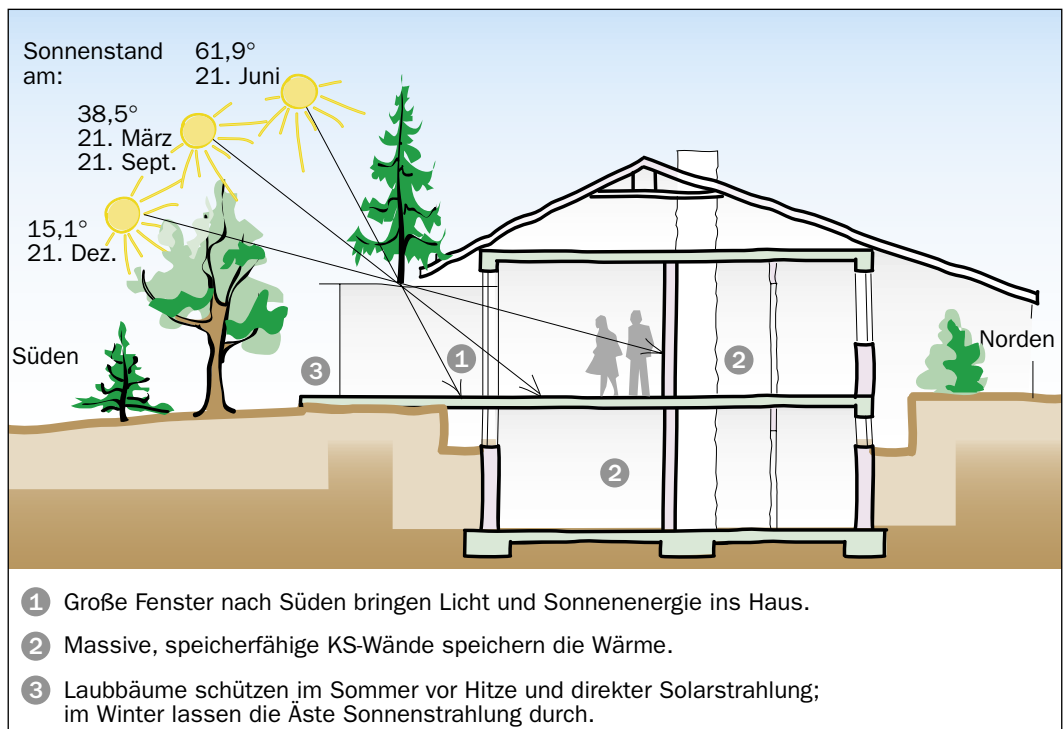 Sonnenstand
am:
61,9°
21. Juni
38,5°
21. März
21. Sept.
15,1°
21. Dez.
Süden
Norden
3
1
2
2
1 Große Fenster nach Süden bringen Licht und Sonnenenergie ins Haus.
2 Massive, speicherfähige KS-Wände speichern die Wärme.
3 Laubbäume schützen im Sommer vor Hitze und direkter Solarstrahlung;
im Winter lassen die Äste Sonnenstrahlung durch.